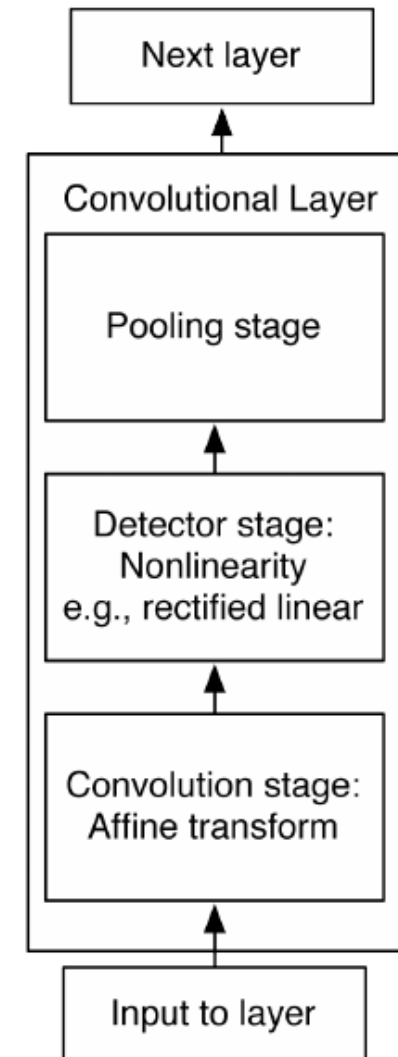 Next layer
Convolutional Layer
Pooling stage
Detector stage:
Nonlinearity
e.g., rectified linear
Convolution stage:
Affine transform
Input to layer